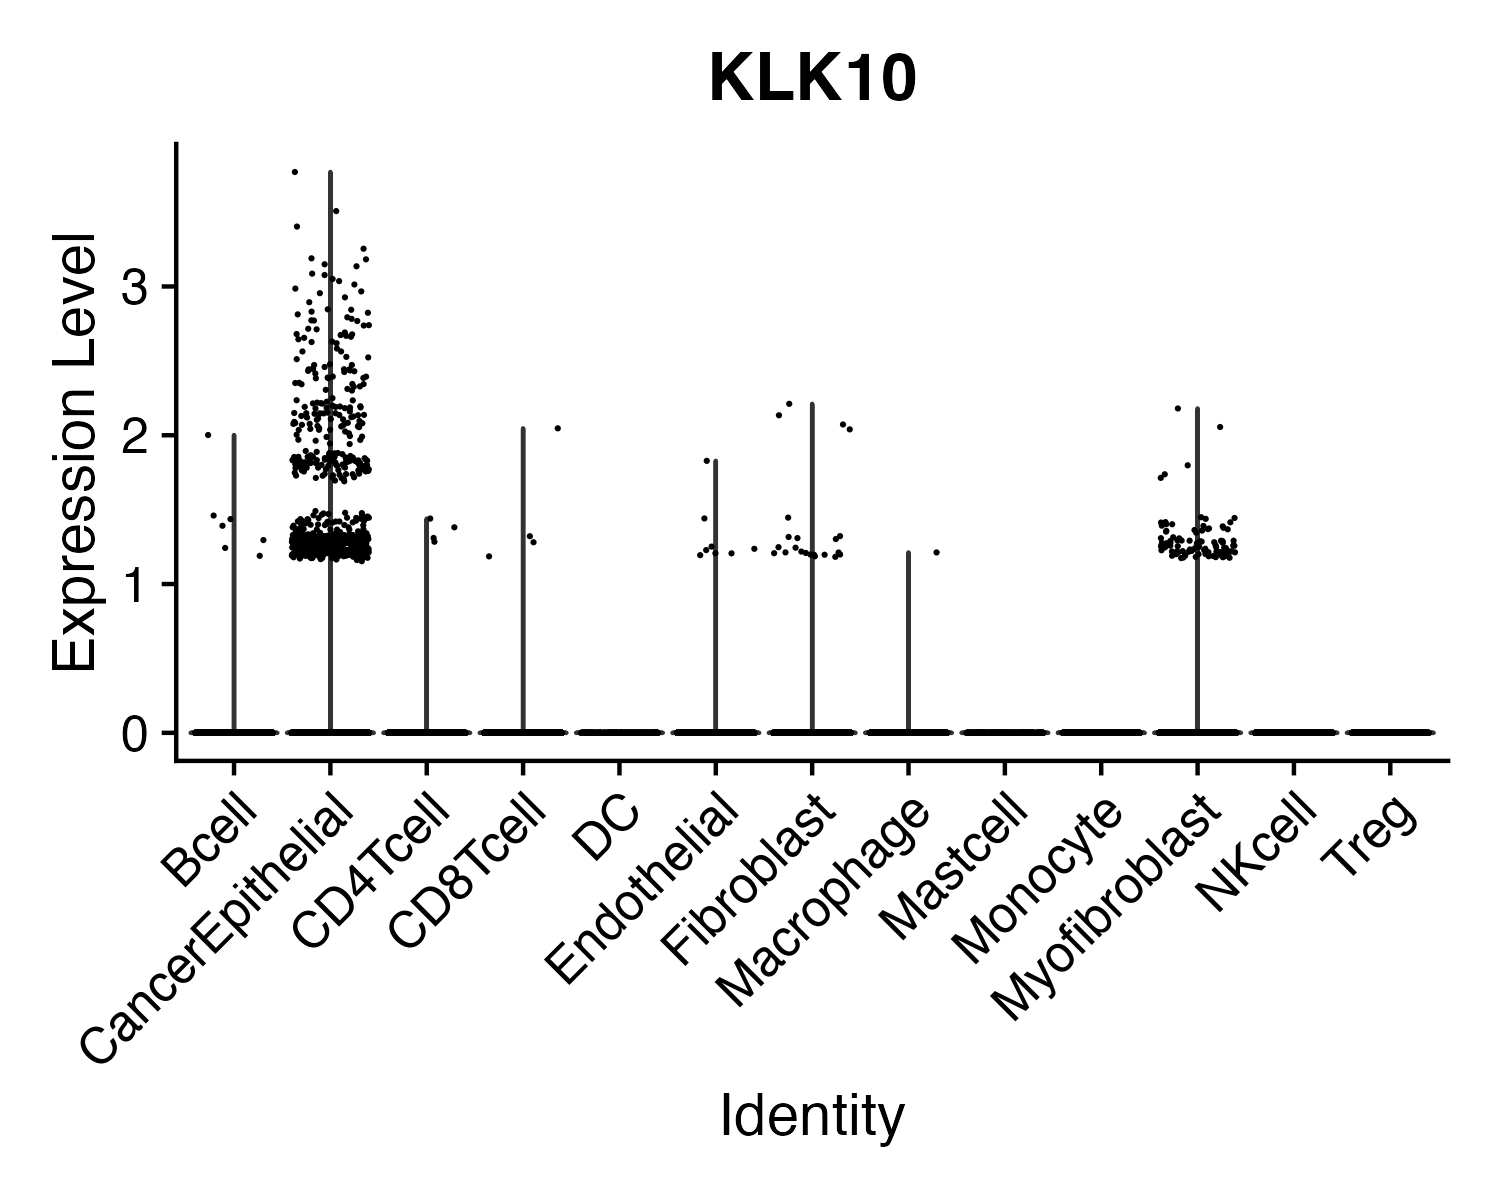 KLK10
Expression Level
3
2
1
0
Bcell
CancerEpithelial
CD4Tcell
CD8Tcell
DC
Endothelial
Fibroblast
Macrophage
Mastcell
Monocyte
Myofibroblast
NKcell
Treg
Identity